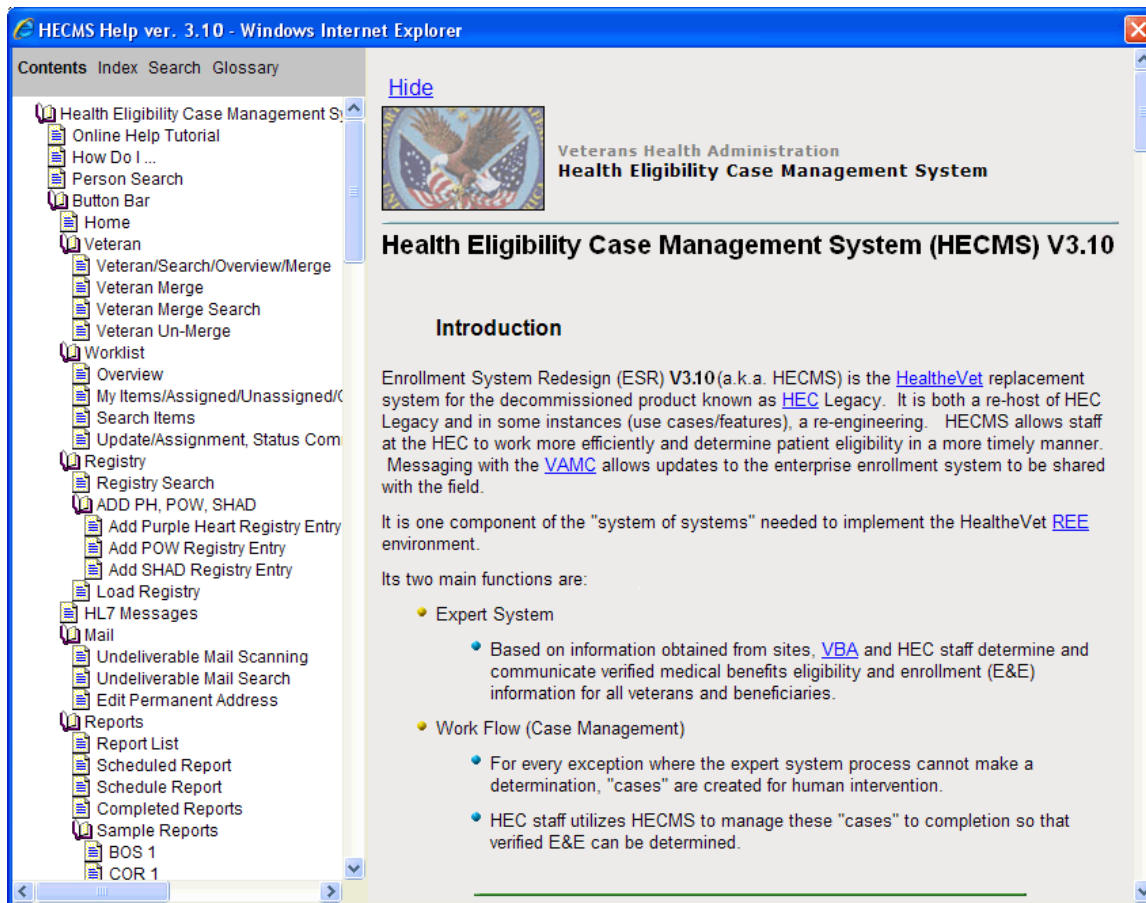 HECMS Help ver. 3.10 - Windows Internet Explorer
Contents Index Search Glossary
Health Eligibility Case Management Sy
Online Help Tutorial
How Do I ...
Person Search
Button Bar
Home
Veteran
Veteran/Search/Overview/Merge
Veteran Merge
Veteran Merge Search
Veteran Un-Merge
Worklist
Overview
My Items/Assigned/Unassigned/
Search Items
Update/Assignment, Status Com
Registry
Registry Search
ADD PH, POW, SHAD
Add Purple Heart Registry Entry
Add POW Registry Entry
Add SHAD Registry Entry
Load Registry
HL7 Messages
Mail
Undeliverable Mail Scanning
Undeliverable Mail Search
Edit Permanent Address
Reports
Report List
Scheduled Report
Schedule Report
Completed Reports
Sample Reports
BOS 1
COR 1
Hide
Veterans Health Administration
Health Eligibility Case Management System
Health Eligibility Case Management System (HECMS) V3.10
Introduction
Enrollment System Redesign (ESR) V3.10 (a.k.a. HECMS) is the HealtheVet replacement
system for the decommissioned product known as HEC Legacy. It is both a re-host of HEC
Legacy and in some instances (use cases/features), a re-engineering. HECMS allows staff
at the HEC to work more efficiently and determine patient eligibility in a more timely manner.
Messaging with the VAMC allows updates to the enterprise enrollment system to be shared
with the field.
It is one component of the "system of systems" needed to implement the HealtheVet REE
environment.
Its two main functions are:
Expert System
Based on information obtained from sites, VBA and HEC staff determine and
communicate verified medical benefits eligibility and enrollment (E&E)
information for all veterans and beneficiaries.
Work Flow (Case Management)
For every exception where the expert system process cannot make a
determination, "cases" are created for human intervention.
HEC staff utilizes HECMS to manage these "cases" to completion so that
verified E&E can be determined.